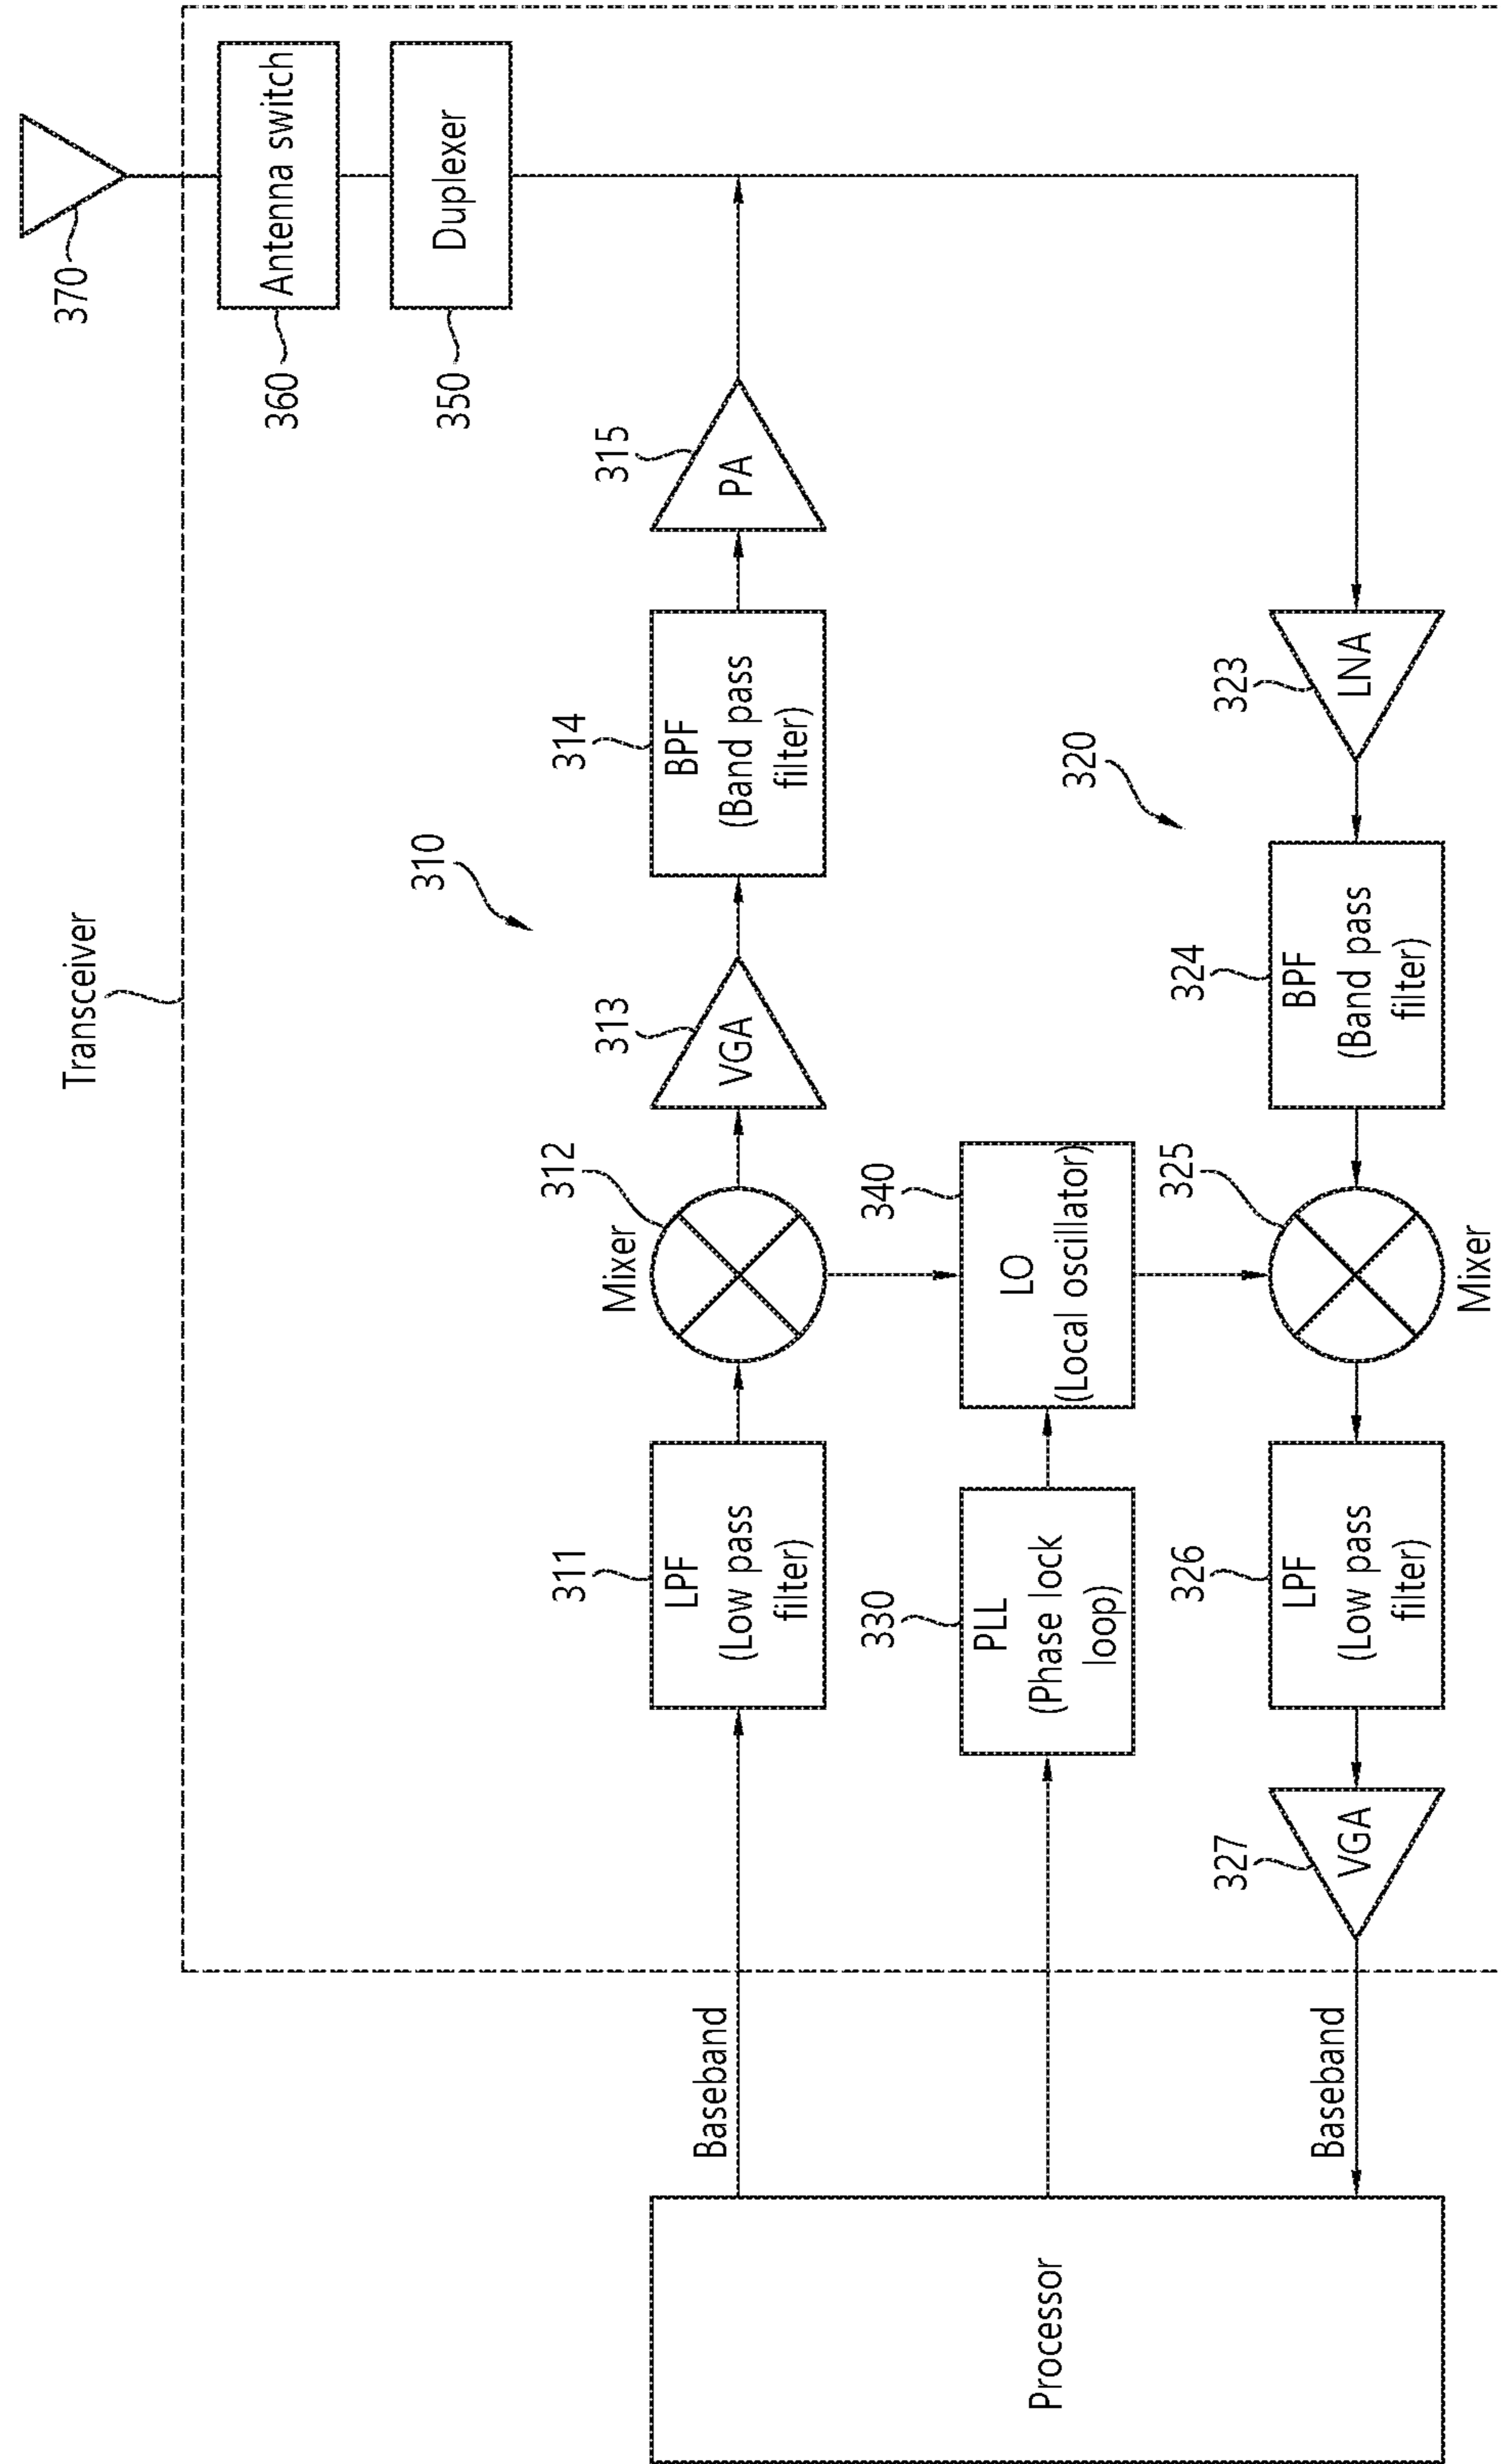 Transceiver
370
Antenna switch
360
Duplexer
350
310
Baseband
311
LPF
(Low pass
filter)
Mixer
312
313
VGA
314
BPF
(Band pass
filter)
315
PA
Processor
330
PLL
(Phase lock
loop)
340
LO
(Local oscillator)
320
Baseband
327
VGA
326
LPF
(Low pass
filter)
325
Mixer
324
BPF
(Band pass
filter)
323
LNA